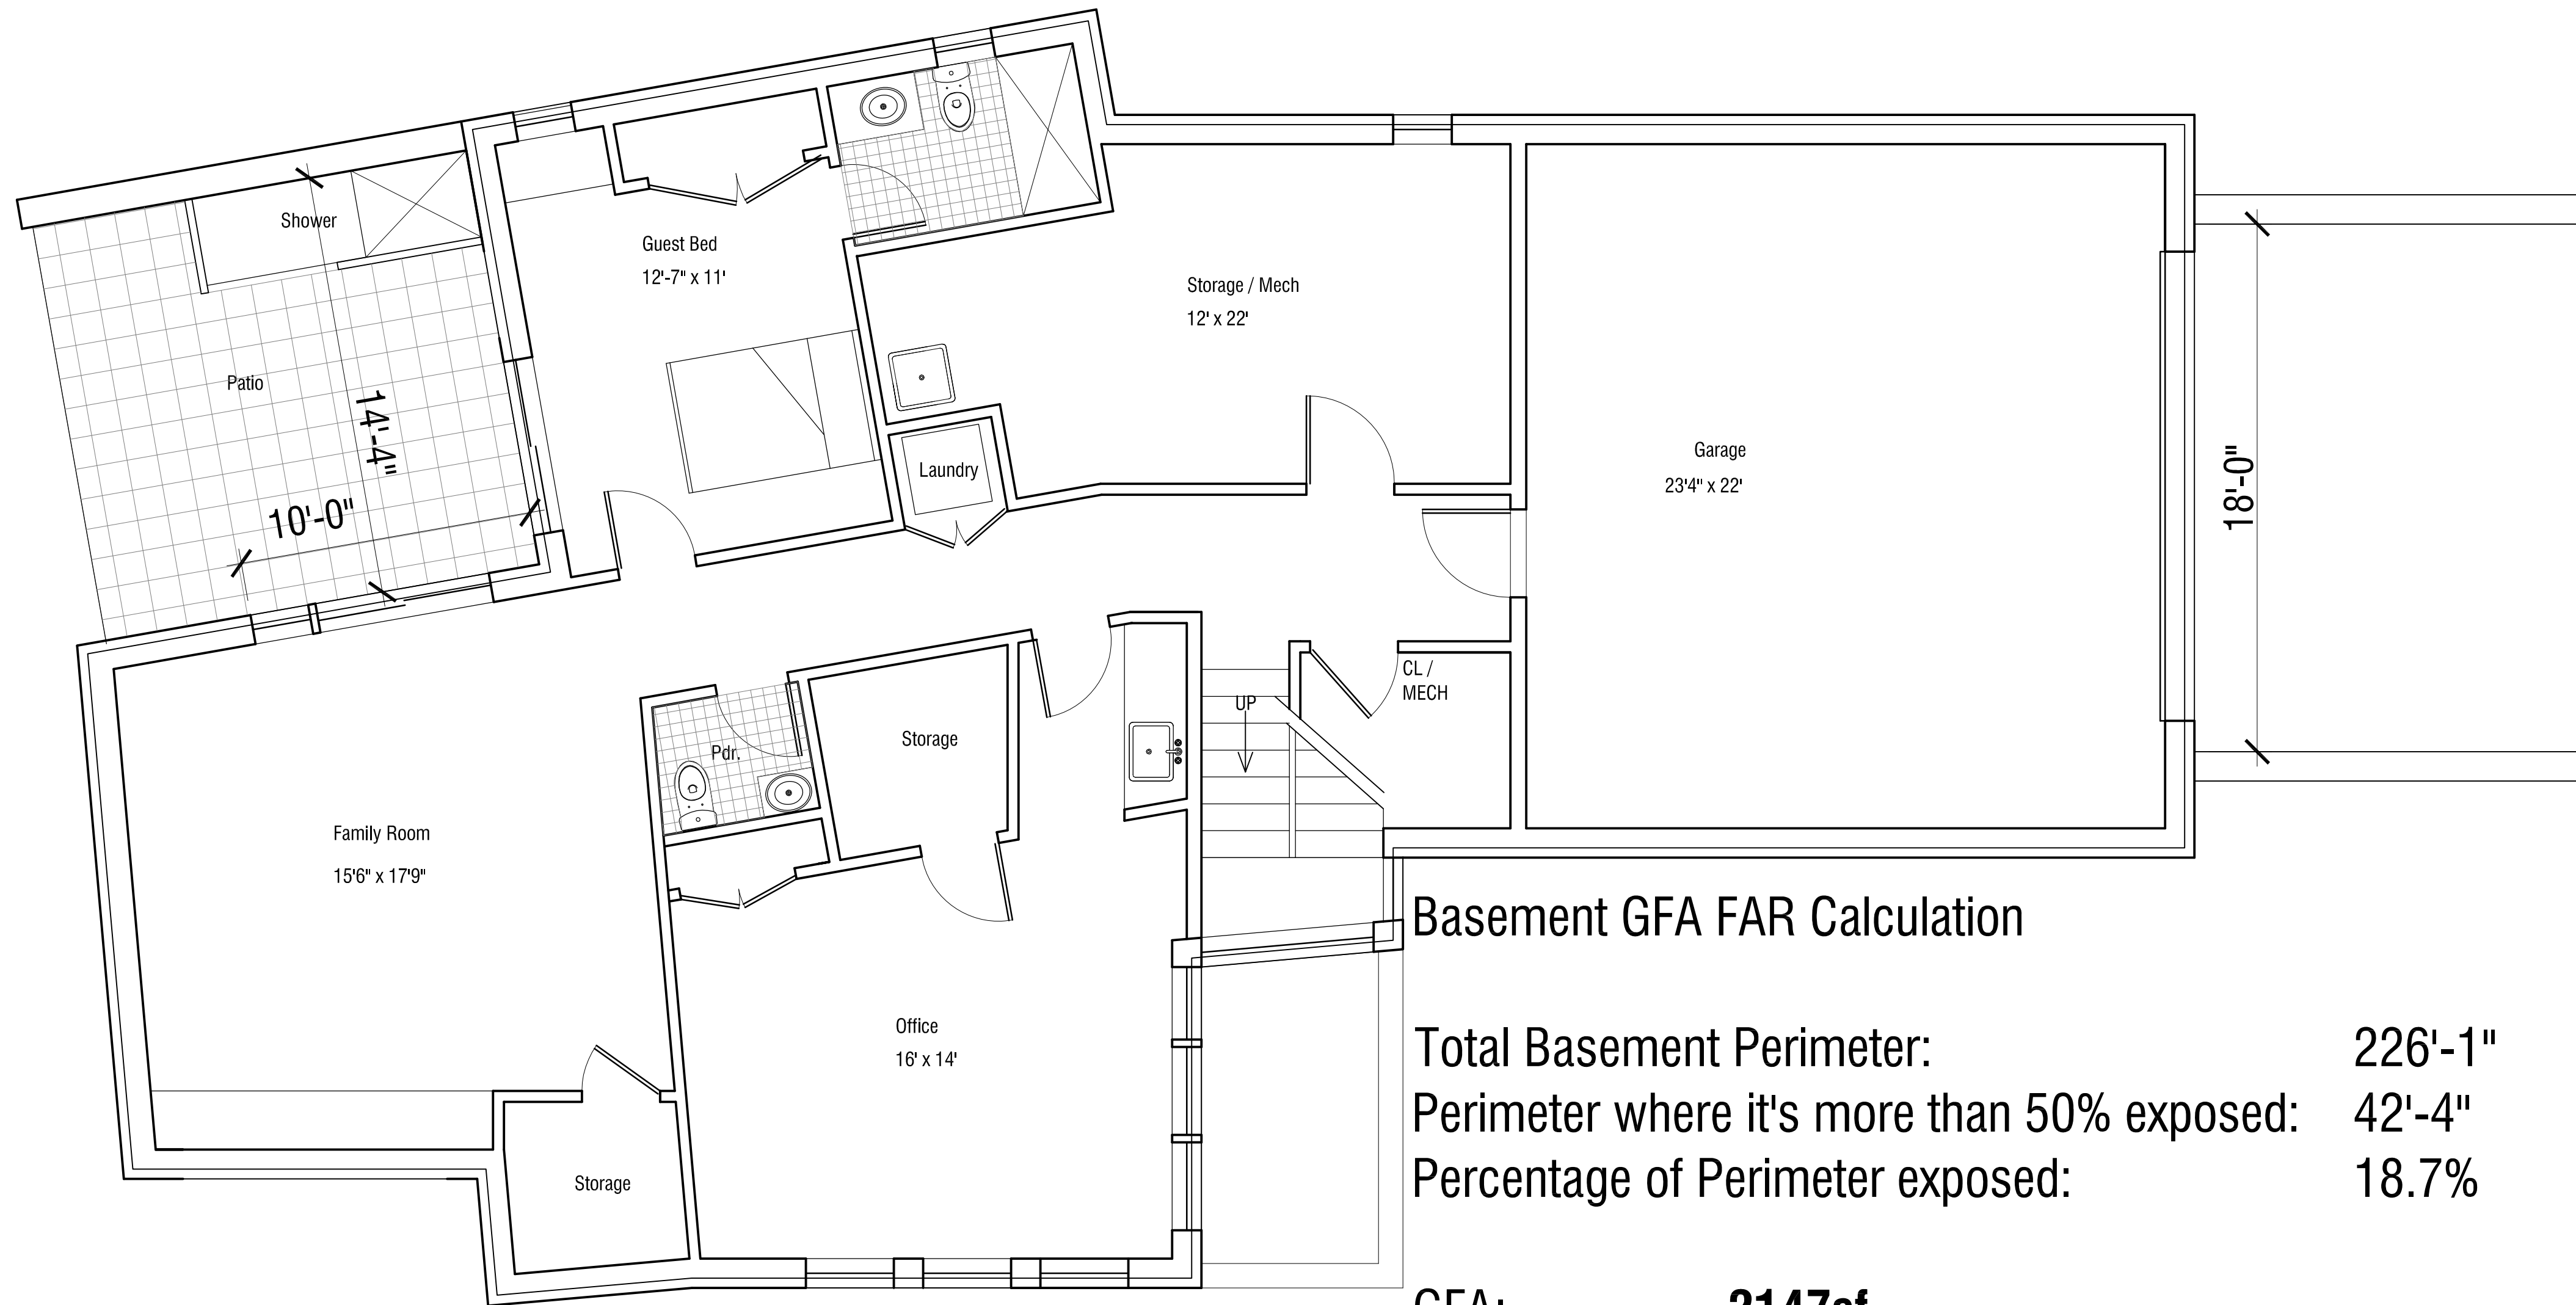 Shower
Guest Bed
12'-7" x 11'
Storage / Mech
12' x 22'
Patio
14'-4"
10'-0"
Laundry
Garage
23'4" x 22'
18'-0"
CL /
MECH
UP
Storage
Pdr.
Family Room
15'6" x 17'9"
Office
16' x 14'
Storage
Basement GFA FAR Calculation
Total Basement Perimeter: 226'-1"
Perimeter where it's more than 50% exposed: 42'-4"
Percentage of Perimeter exposed: 18.7%
GFA: 2147sf